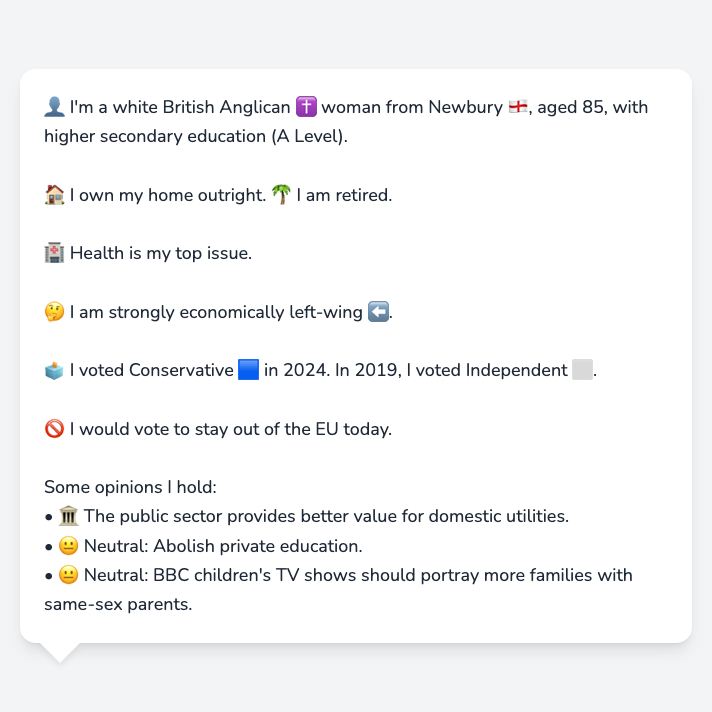 👤 I'm a white British Anglican ✝️ woman from Newbury 🏴󠁧󠁢󠁥󠁮󠁧󠁿, aged 85, with
higher secondary education (A Level).
🏠 I own my home outright. 🌴 I am retired.
🏥 Health is my top issue.
🤔 I am strongly economically left-wing ⬅️.
🗳️ I voted Conservative 🟦 in 2024. In 2019, I voted Independent ⬜.
🚫 I would vote to stay out of the EU today.
Some opinions I hold:
• 🏛️ The public sector provides better value for domestic utilities.
• 😐 Neutral: Abolish private education.
• 😐 Neutral: BBC children's TV shows should portray more families with
same-sex parents.